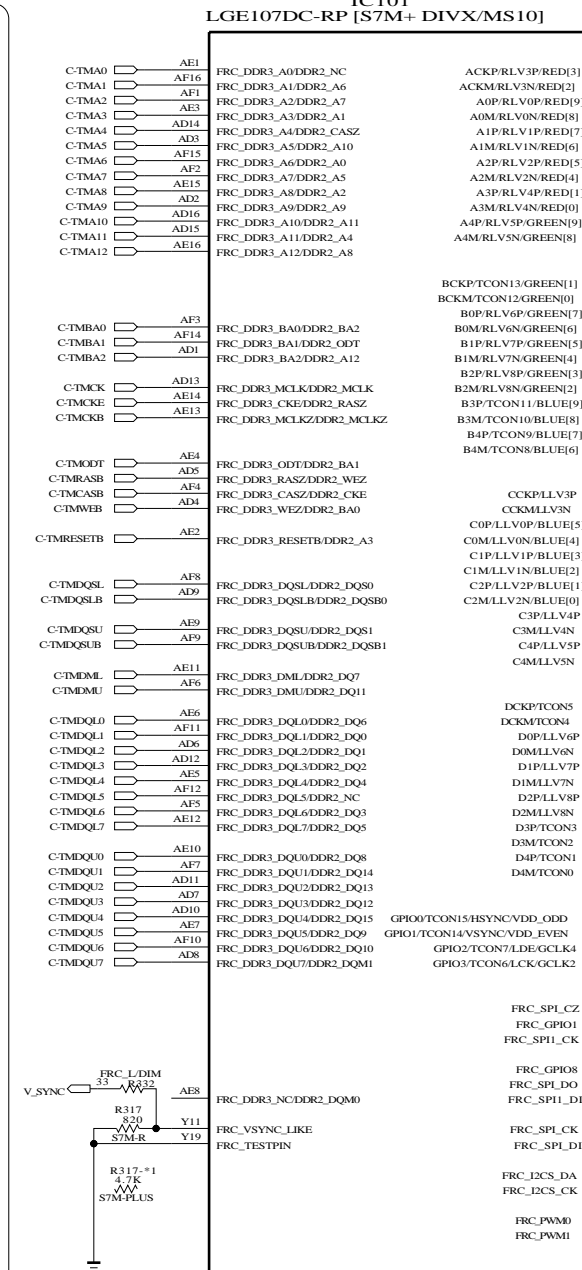 IC101
LGE107DC-RP [S7M+ DIVX/MS10]
C-TMA0 AE1 FRC_DDR3_A0/DDR2_NC ACKP/RLV3P/RED[3]
C-TMA1 AF16 FRC_DDR3_A1/DDR2_A6 ACKM/RLV3N/RED[2]
C-TMA2 AF1 FRC_DDR3_A2/DDR2_A7 A0P/RLV0P/RED[9
C-TMA3 AE3 FRC_DDR3_A3/DDR2_A1 A0M/RLV0N/RED[8]
C-TMA4 AD14 FRC_DDR3_A4/DDR2_CASZ A1P/RLV1P/RED[7]
C-TMA5 AD3 FRC_DDR3_A5/DDR2_A10 A1M/RLV1N/RED[6]
C-TMA6 AF15 FRC_DDR3_A6/DDR2_A0 A2P/RLV2P/RED[5]
C-TMA7 AF2 FRC_DDR3_A7/DDR2_A5 A2M/RLV2N/RED[4]
C-TMA8 AE15 FRC_DDR3_A8/DDR2_A2 A3P/RLV4P/RED[1]
C-TMA9 AD2 FRC_DDR3_A9/DDR2_A9 A3M/RLV4N/RED[0]
C-TMA10 AD16 FRC_DDR3_A10/DDR2_A11 A4P/RLV5P/GREEN[9]
C-TMA11 AD15 FRC_DDR3_A11/DDR2_A4 A4M/RLV5N/GREEN[8]
C-TMA12 AE16 FRC_DDR3_A12/DDR2_A8
BCKP/TCON13/GREEN[1]
BCKM/TCON12/GREEN[0]
B0P/RLV6P/GREEN[7]
C-TMBA0 AF3 FRC_DDR3_BA0/DDR2_BA2 B0M/RLV6N/GREEN[6]
C-TMBA1 AF14 FRC_DDR3_BA1/DDR2_ODT B1P/RLV7P/GREEN[5]
C-TMBA2 AD1 FRC_DDR3_BA2/DDR2_A12 B1M/RLV7N/GREEN[4]
B2P/RLV8P/GREEN[3]
C-TMCK AD13 FRC_DDR3_MCLK/DDR2_MCLK B2M/RLV8N/GREEN[2]
C-TMCKE AE14 FRC_DDR3_CKE/DDR2_RASZ B3P/TCON11/BLUE[9]
C-TMCKB AE13 FRC_DDR3_MCLKZ/DDR2_MCLKZ B3M/TCON10/BLUE[8]
B4P/TCON9/BLUE[7]
B4M/TCON8/BLUE[6]
C-TMODT AE4 FRC_DDR3_ODT/DDR2_BA1
C-TMRASB AD5 FRC_DDR3_RASZ/DDR2_WEZ
C-TMCASB AF4 FRC_DDR3_CASZ/DDR2_CKE CCKP/LLV3P
C-TMWEB AD4 FRC_DDR3_WEZ/DDR2_BA0 CCKM/LLV3N
C0P/LLV0P/BLUE[5
C-TMRESETB AE2 FRC_DDR3_RESETB/DDR2_A3 C0M/LLV0N/BLUE[4]
C1P/LLV1P/BLUE[3
C1M/LLV1N/BLUE[2]
C-TMDQSL AF8 FRC_DDR3_DQSL/DDR2_DQS0 C2P/LLV2P/BLUE[1
C-TMDQSLB AD9 FRC_DDR3_DQSLB/DDR2_DQSB0 C2M/LLV2N/BLUE[0]
C3P/LLV4P
C-TMDQSU AE9 FRC_DDR3_DQSU/DDR2_DQS1 C3M/LLV4N
C-TMDQSUB AF9 FRC_DDR3_DQSUB/DDR2_DQSB1 C4P/LLV5P
C4M/LLV5N
C-TMDML AE11 FRC_DDR3_DML/DDR2_DQ7
C-TMDMU AF6 FRC_DDR3_DMU/DDR2_DQ11
DCKP/TCON5
C-TMDQL0 AE6 FRC_DDR3_DQL0/DDR2_DQ6 DCKM/TCON4
C-TMDQL1 AF11 FRC_DDR3_DQL1/DDR2_DQ0 D0P/LLV6P
C-TMDQL2 AD6 FRC_DDR3_DQL2/DDR2_DQ1 D0M/LLV6N
C-TMDQL3 AD12 FRC_DDR3_DQL3/DDR2_DQ2 D1P/LLV7P
C-TMDQL4 AE5 FRC_DDR3_DQL4/DDR2_DQ4 D1M/LLV7N
C-TMDQL5 AF12 FRC_DDR3_DQL5/DDR2_NC D2P/LLV8P
C-TMDQL6 AF5 FRC_DDR3_DQL6/DDR2_DQ3 D2M/LLV8N
C-TMDQL7 AE12 FRC_DDR3_DQL7/DDR2_DQ5 D3P/TCON3
D3M/TCON2
C-TMDQU0 AE10 FRC_DDR3_DQU0/DDR2_DQ8 D4P/TCON1
C-TMDQU1 AF7 FRC_DDR3_DQU1/DDR2_DQ14 D4M/TCON0
C-TMDQU2 AD11 FRC_DDR3_DQU2/DDR2_DQ13
C-TMDQU3 AD7 FRC_DDR3_DQU3/DDR2_DQ12
C-TMDQU4 AD10 FRC_DDR3_DQU4/DDR2_DQ15 GPIO0/TCON15/HSYNC/VDD_ODD
C-TMDQU5 AE7 FRC_DDR3_DQU5/DDR2_DQ9 GPIO1/TCON14/VSYNC/VDD_EVEN
C-TMDQU6 AF10 FRC_DDR3_DQU6/DDR2_DQ10 GPIO2/TCON7/LDE/GCLK4
C-TMDQU7 AD8 FRC_DDR3_DQU7/DDR2_DQM1 GPIO3/TCON6/LCK/GCLK2
FRC_SPI_CZ
FRC_GPIO1
FRC_SPI1_CK
FRC_GPIO8
FRC_L/DIM
V_SYNC 33 R332 FRC_SPI_DO
AE8 FRC_DDR3_NC/DDR2_DQM0 FRC_SPI1_DI
R317
820 Y11 FRC_VSYNC_LIKE FRC_SPI_CK
S7M-R Y19 FRC_TESTPIN FRC_SPI_DI
R317-*1
4.7K
S7M-PLUS
FRC_I2CS_DA
FRC_I2CS_CK
FRC_PWM0
FRC_PWM1